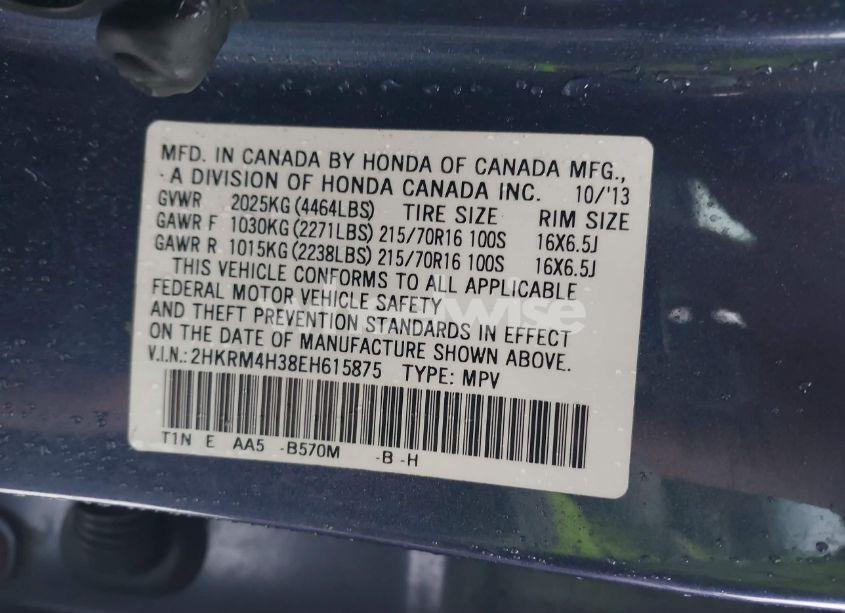 MFD. IN CANADA BY HONDA OF CANADA MFG.,
A DIVISION OF HONDA CANADA INC. 10/'13
GVWR 2025KG (4464LBS) TIRE SIZE RIM SIZE
GAWR F 1030KG (2271LBS) 215/70R16 100S 16X6.5J
GAWR R 1015KG (2238LBS) 215/70R16 100S 16X6.5J
THIS VEHICLE CONFORMS TO ALL APPLICABLE
FEDERAL MOTOR VEHICLE SAFETY
AND THEFT PREVENTION STANDARDS IN EFFECT
ON THE DATE OF MANUFACTURE SHOWN ABOVE.
V.I.N.: 2HKRM4H38EH615875 TYPE: MPV
T1N E AA5 -B570M -B -H